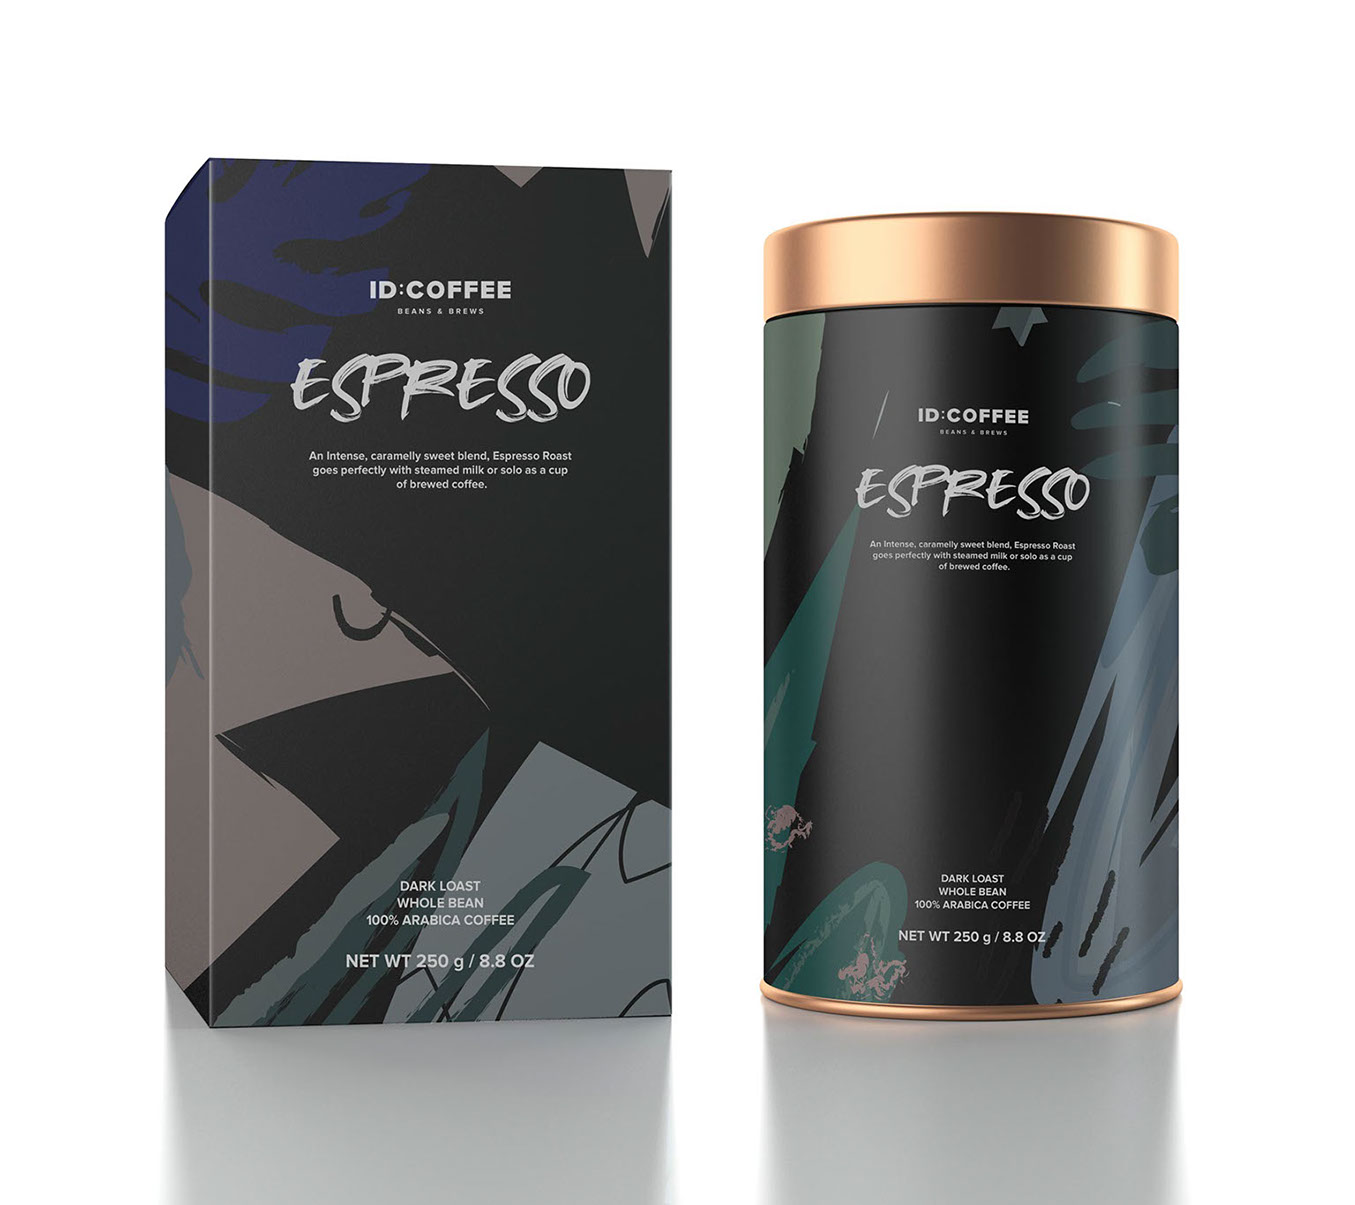 ID:COFFEE
BEANS & BREWS
ESPRESSO
An Intense, caramelly sweet blend, Espresso Roast
goes perfectly with steamed milk or solo as a cup
of brewed coffee.
DARK LOAST
WHOLE BEAN
100% ARABICA COFFEE
NET WT 250 g / 8.8 OZ
ID:COFFEE
BEANS & BREWS
ESPRESSO
An Intense, caramelly sweet blend, Espresso Roast
goes perfectly with steamed milk or solo as a cup
of brewed coffee.
DARK LOAST
WHOLE BEAN
100% ARABICA COFFEE
NET WT 250 g / 8.8 OZ